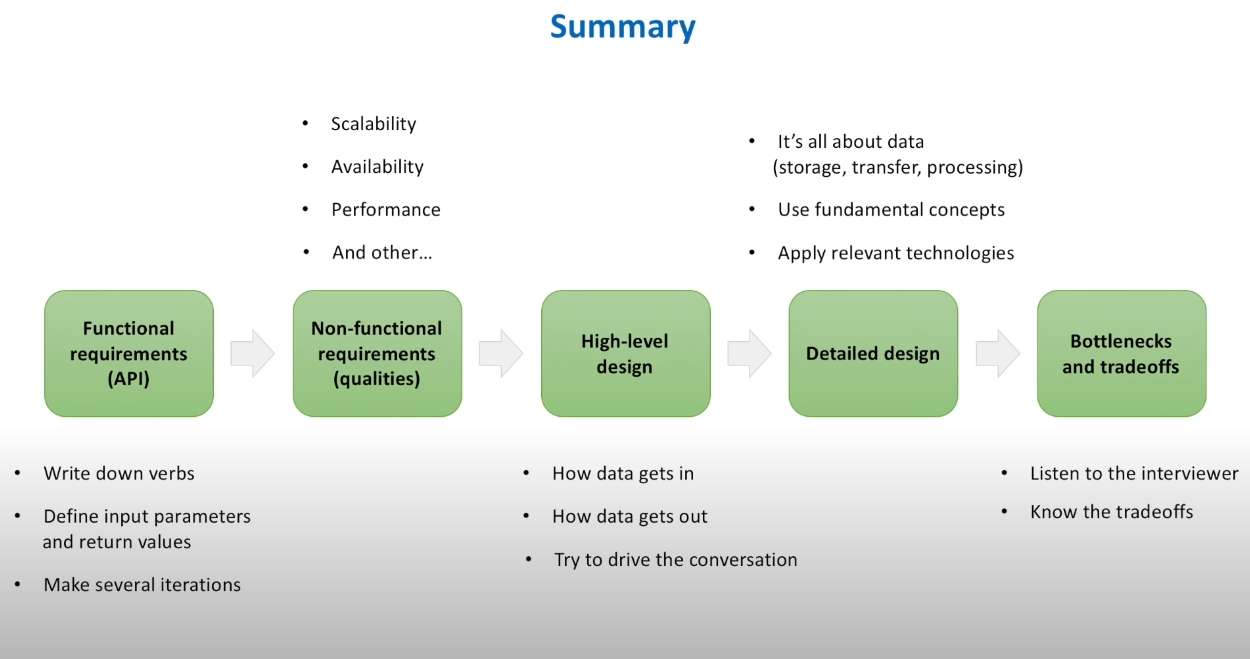 Summary
• Scalability
• Availability
• Performance
• And other…
• It’s all about data
(storage, transfer, processing)
• Use fundamental concepts
• Apply relevant technologies
Functional
requirements
(API)
Non-functional
requirements
(qualities)
High-level
design
Detailed design
Bottlenecks
and tradeoffs
• Write down verbs
• Define input parameters
and return values
• Make several iterations
• How data gets in
• How data gets out
• Try to drive the conversation
• Listen to the interviewer
• Know the tradeoffs